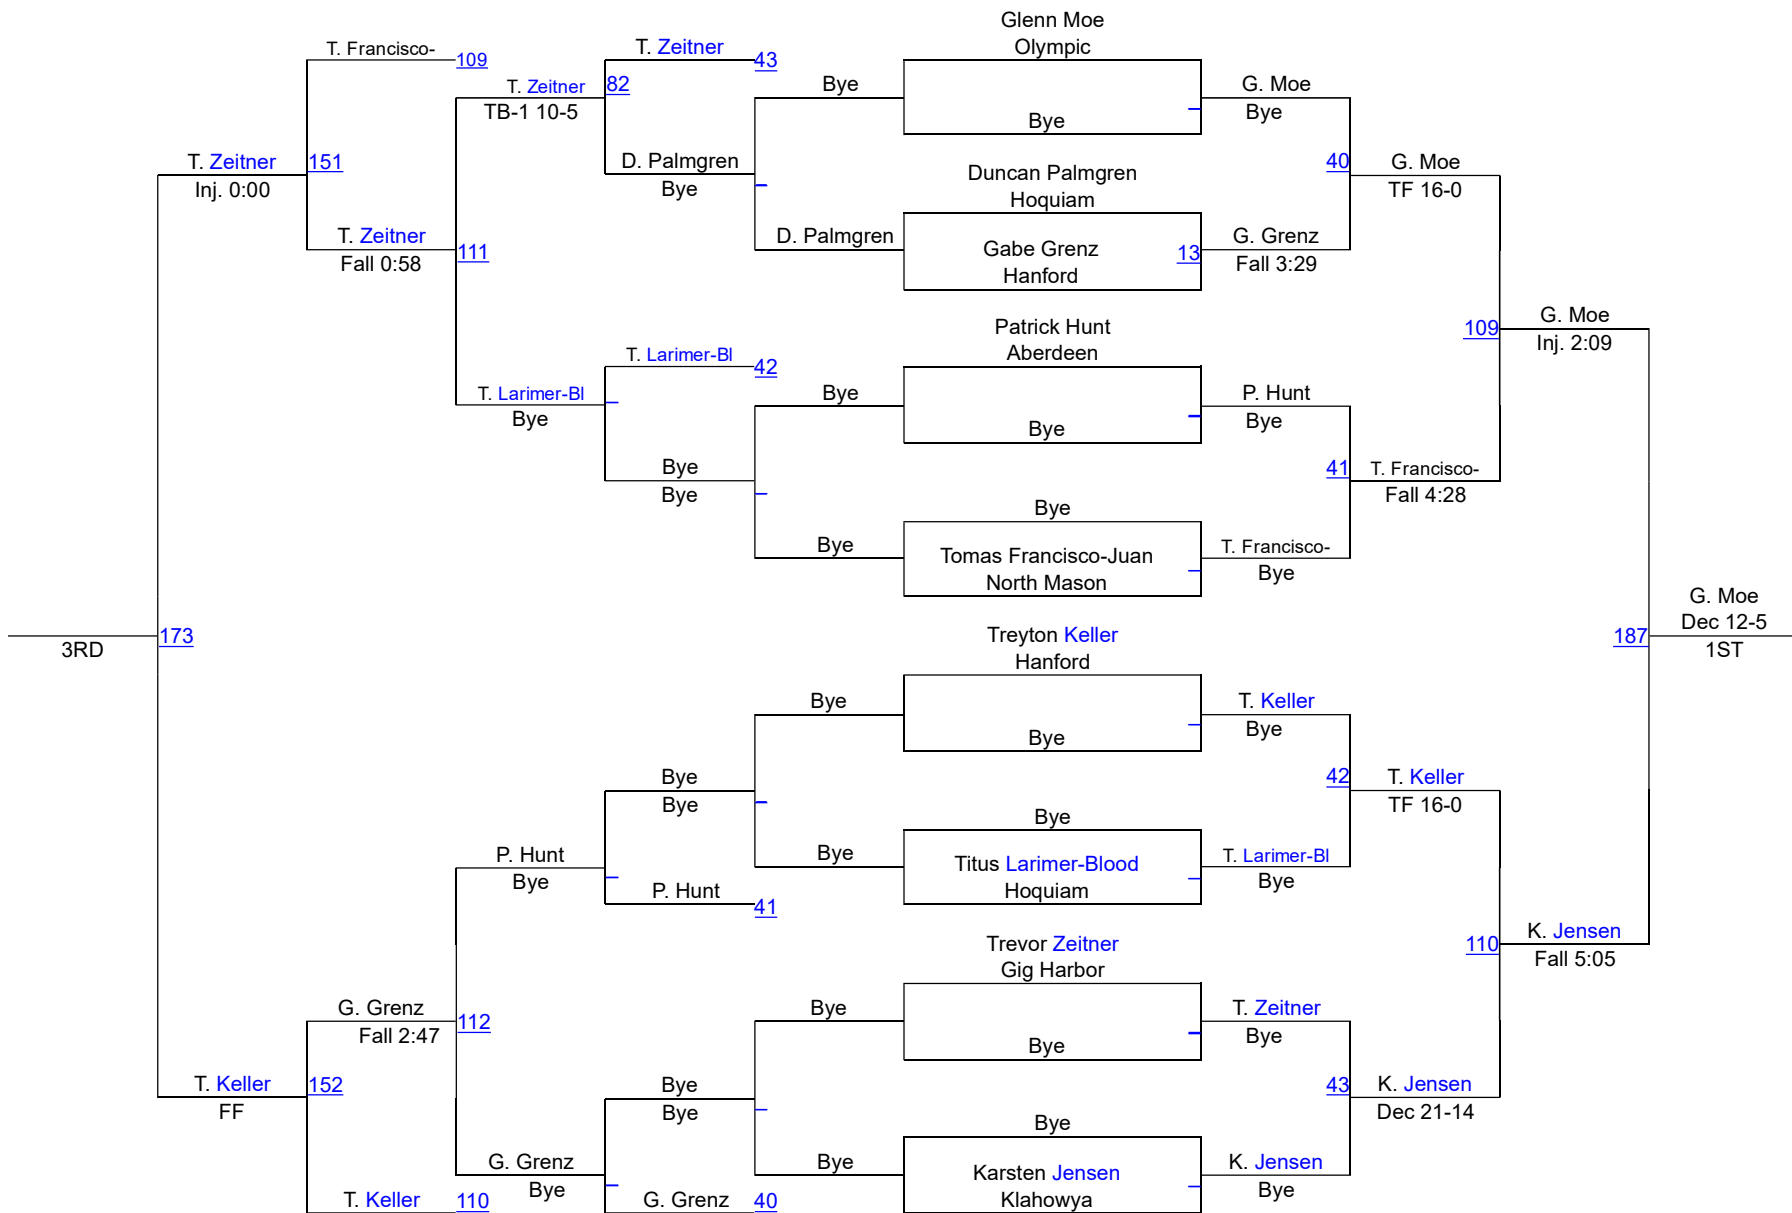 Glenn Moe
Olympic
T. Francisco-
109
T. Zeitner
43
T. Zeitner
82
TB-1 10-5
Bye
Bye
G. Moe
Bye
T. Zeitner
151
Inj. 0:00
D. Palmgren
Bye
Duncan Palmgren
Hoquiam
40
G. Moe
TF 16-0
T. Zeitner
Fall 0:58
111
D. Palmgren
Gabe Grenz
Hanford
13
G. Grenz
Fall 3:29
Patrick Hunt
Aberdeen
109
G. Moe
Inj. 2:09
T. Larimer-Bl
42
T. Larimer-Bl
Bye
Bye
Bye
P. Hunt
Bye
Bye
Bye
41
T. Francisco-
Fall 4:28
Bye
Bye
Tomas Francisco-Juan
North Mason
T. Francisco-
Bye
173
3RD
Treyton Keller
Hanford
187
G. Moe
Dec 12-5
1ST
Bye
Bye
T. Keller
Bye
Bye
Bye
42
T. Keller
TF 16-0
P. Hunt
Bye
P. Hunt
41
Bye
Bye
Titus Larimer-Blood
Hoquiam
T. Larimer-Bl
Bye
Trevor Zeitner
Gig Harbor
110
K. Jensen
Fall 5:05
G. Grenz
Fall 2:47
112
Bye
Bye
T. Zeitner
Bye
T. Keller
FF
152
Bye
Bye
43
K. Jensen
Dec 21-14
Bye
G. Grenz
Bye
Bye
Karsten Jensen
Klahowya
K. Jensen
Bye
T. Keller
110
G. Grenz
40